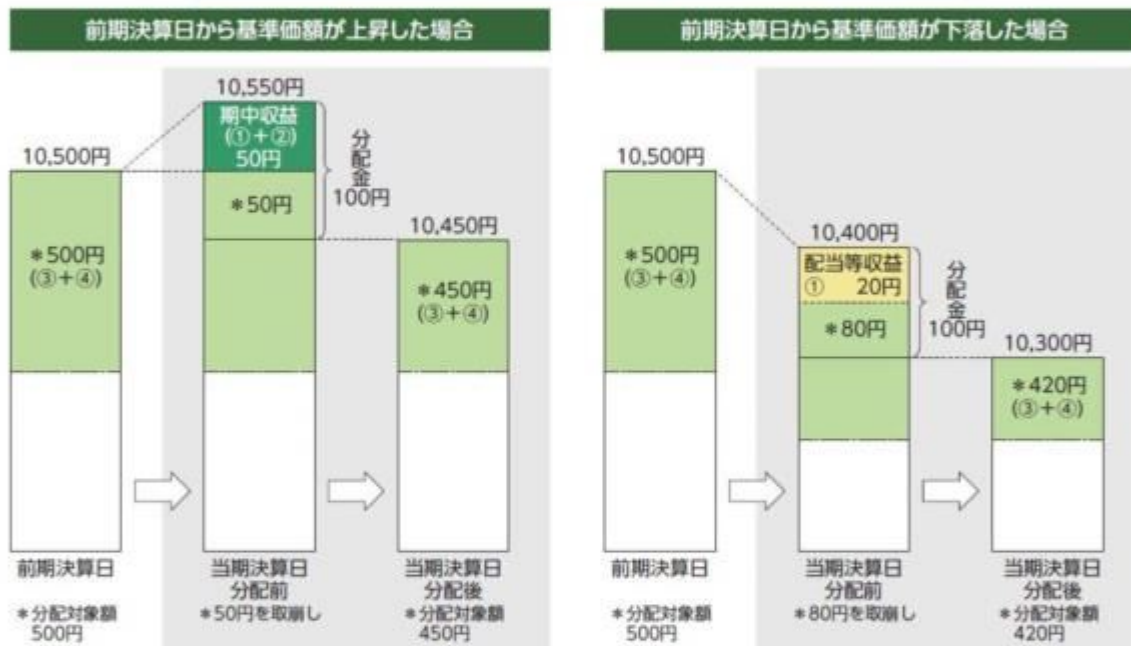 前期決算日から基準価額が上昇した場合
10,550円
期中収益
(①+②)
50円
10,500円
*50円
分配金
100円
10,450円
*500円
(③+④)
*450円
(③+④)
前期決算日
当期決算日
分配前
当期決算日
分配後
*分配対象額
500円
*50円を取崩し
*分配対象額
450円
前期決算日から基準価額が下落した場合
10,500円
10,400円
配当等収益
① 20円
*80円
分配金
100円
10,300円
*500円
(③+④)
*420円
(③+④)
前期決算日
当期決算日
分配前
当期決算日
分配後
*分配対象額
500円
*80円を取崩し
*分配対象額
420円